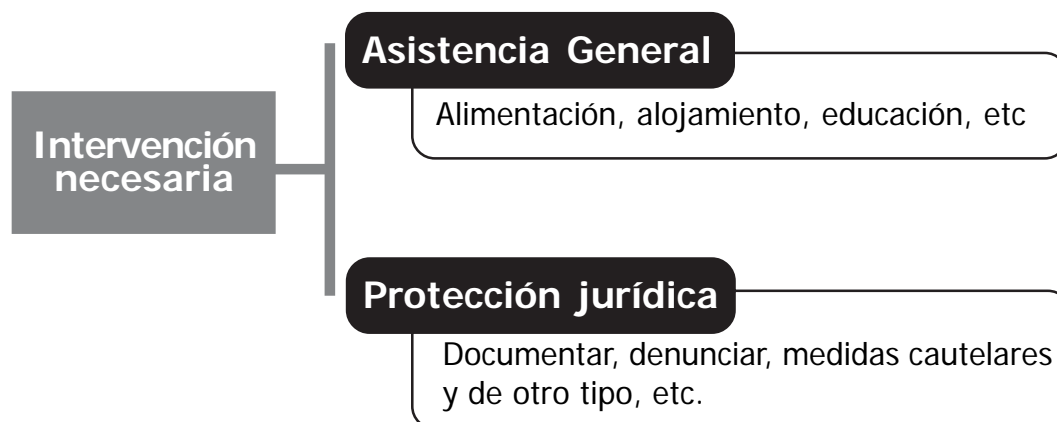 Intervención
necesaria
Asistencia General
Alimentación, alojamiento, educación, etc
Protección jurídica
Documentar, denunciar, medidas cautelares
y de otro tipo, etc.